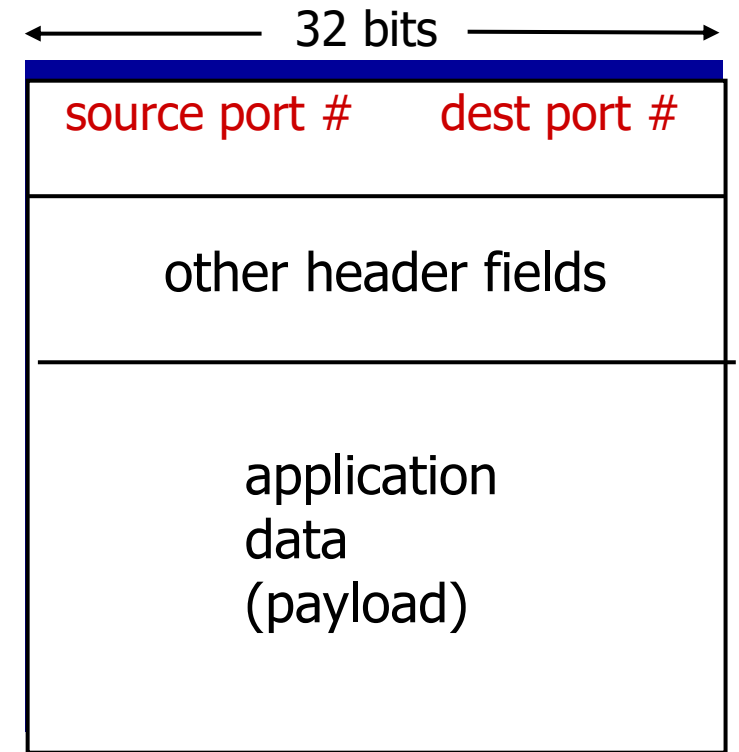 32 bits
source port # dest port #
other header fields
application
data
(payload)